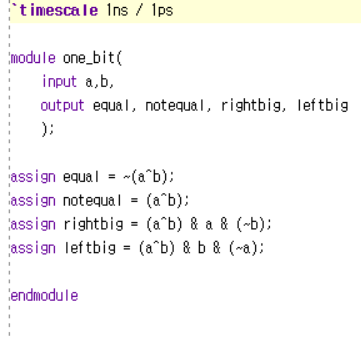 `timescale 1ns / 1ps
module one_bit(
input a,b,
output equal, notequal, rightbig, leftbig
);
assign equal = ~(a^b);
assign notequal = (a^b);
assign rightbig = (a^b) & a & (~b);
assign leftbig = (a^b) & b & (~a);
endmodule